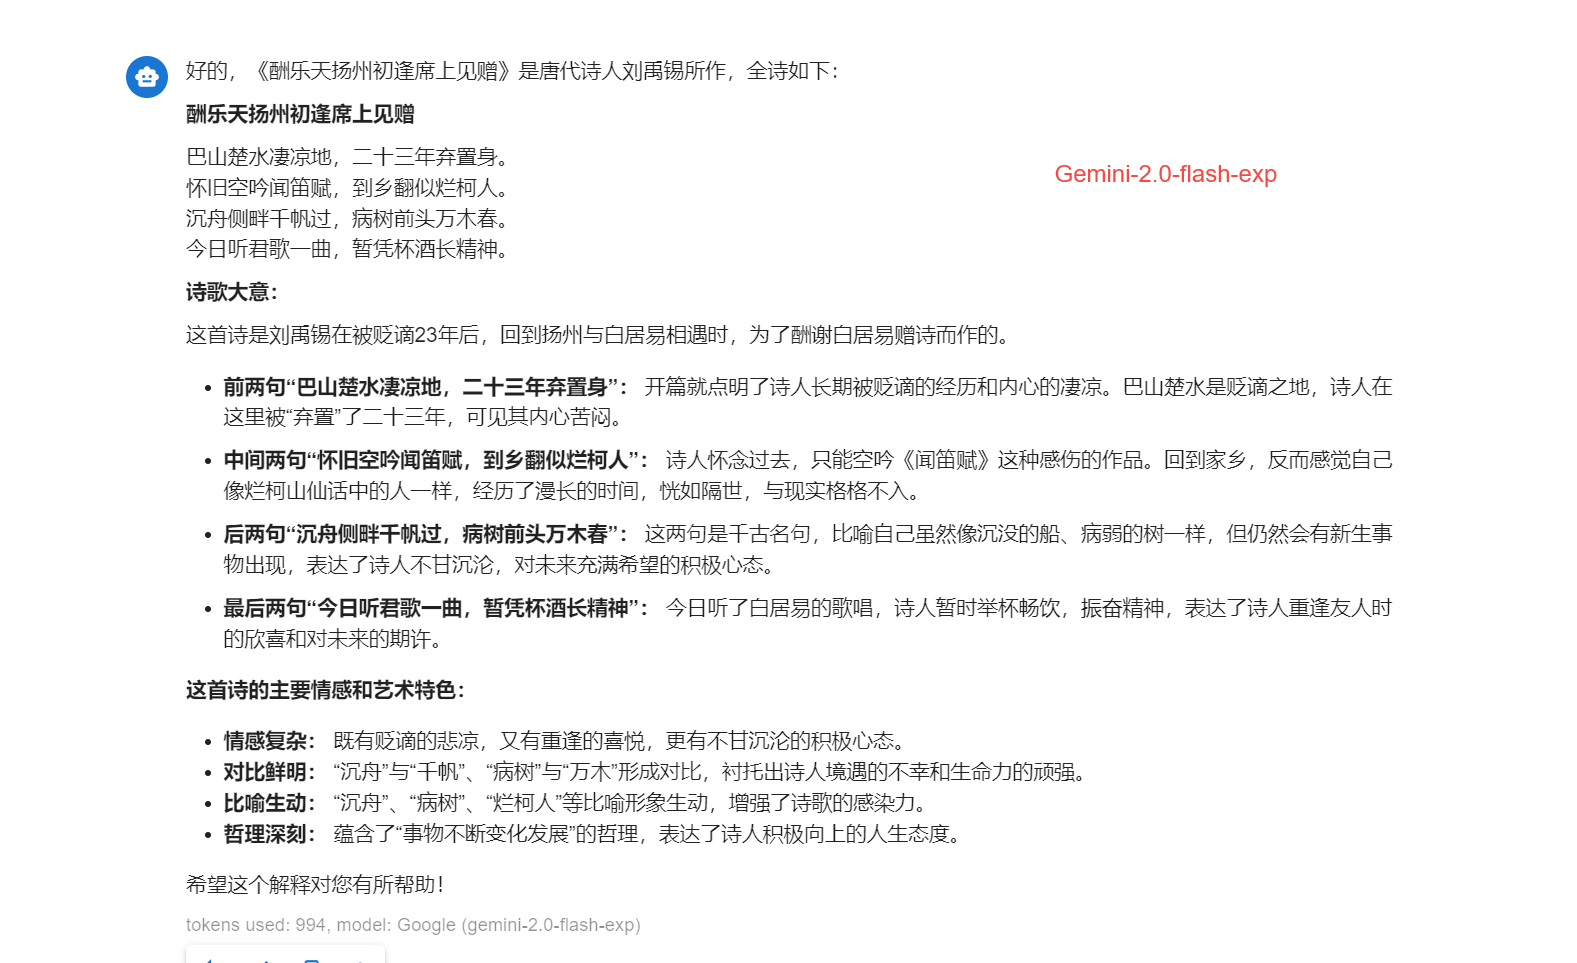 好的，《酬乐天扬州初逢席上见赠》是唐代诗人刘禹锡所作，全诗如下：
酬乐天扬州初逢席上见赠
巴山楚水凄凉地，二十三年弃置身。
Gemini-2.0-flash-exp
怀旧空吟闻笛赋，到乡翻似烂柯人。
沉舟侧畔千帆过，病树前头万木春。
今日听君歌一曲，暂凭杯酒长精神。
诗歌大意：
这首诗是刘禹锡在被贬谪23年后，回到扬州与白居易相遇时，为了酬谢白居易赠诗而作的。
• 前两句“巴山楚水凄凉地，二十三年弃置身”： 开篇就点明了诗人长期被贬谪的经历和内心的凄凉。巴山楚水是贬谪之地，诗人在
这里被“弃置”了二十三年，可见其内心苦闷。
• 中间两句“怀旧空吟闻笛赋，到乡翻似烂柯人”： 诗人怀念过去，只能空吟《闻笛赋》这种感伤的作品。回到家乡，反而感觉自己
像烂柯山仙话中的人一样，经历了漫长的时间，恍如隔世，与现实格格不入。
• 后两句“沉舟侧畔千帆过，病树前头万木春”： 这两句是千古名句，比喻自己虽然像沉没的船、病弱的树一样，但仍然会有新生事
物出现，表达了诗人不甘沉沦，对未来充满希望的积极心态。
• 最后两句“今日听君歌一曲，暂凭杯酒长精神”： 今日听了白居易的歌唱，诗人暂时举杯畅饮，振奋精神，表达了诗人重逢友人时
的欣喜和对未来的期许。
这首诗的主要情感和艺术特色：
• 情感复杂： 既有贬谪的悲凉，又有重逢的喜悦，更有不甘沉沦的积极心态。
• 对比鲜明： “沉舟”与“千帆”、“病树”与“万木”形成对比，衬托出诗人境遇的不幸和生命力的顽强。
• 比喻生动： “沉舟”、“病树”、“烂柯人”等比喻形象生动，增强了诗歌的感染力。
• 哲理深刻： 蕴含了“事物不断变化发展”的哲理，表达了诗人积极向上的人生态度。
希望这个解释对您有所帮助！
tokens used: 994, model: Google (gemini-2.0-flash-exp)